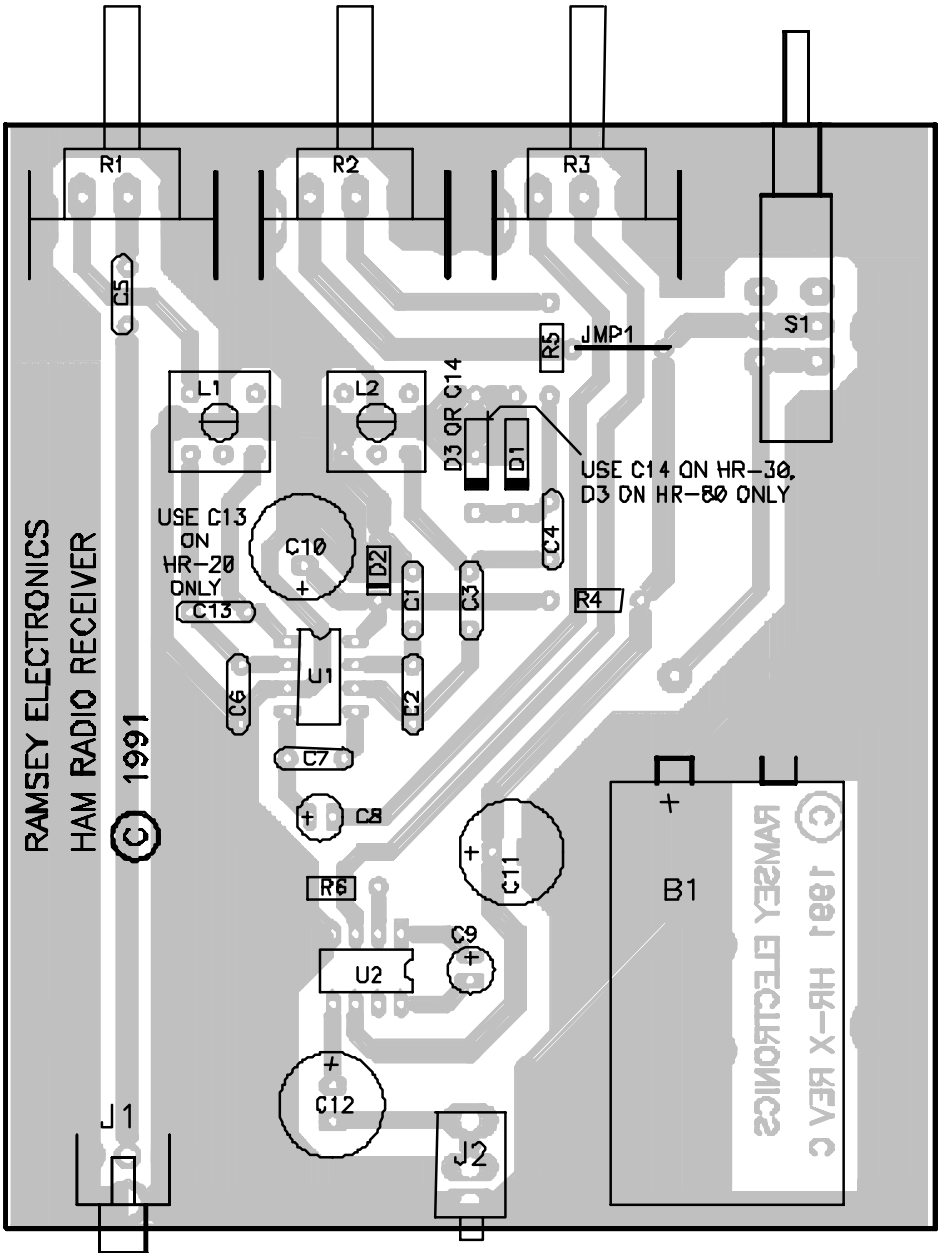 R1
R2
R3
C5
S1
R5
JMP1
L1
L2
D3 OR C14
D1
USE C14 ON HR-30,
D3 ON HR-80 ONLY
C4
USE C13
ON
HR-20
ONLY
C13
C10
+
D2
C1
C3
R4
U1
C6
C2
C7
+
C8
RAMSEY ELECTRONICS
HAM RADIO RECEIVER
© 1991
+
C11
R6
C9
+
U2
+
C12
J1
J2
+
B1
RAMSEY ELECTRONICS
© 1991 HR-X REV C